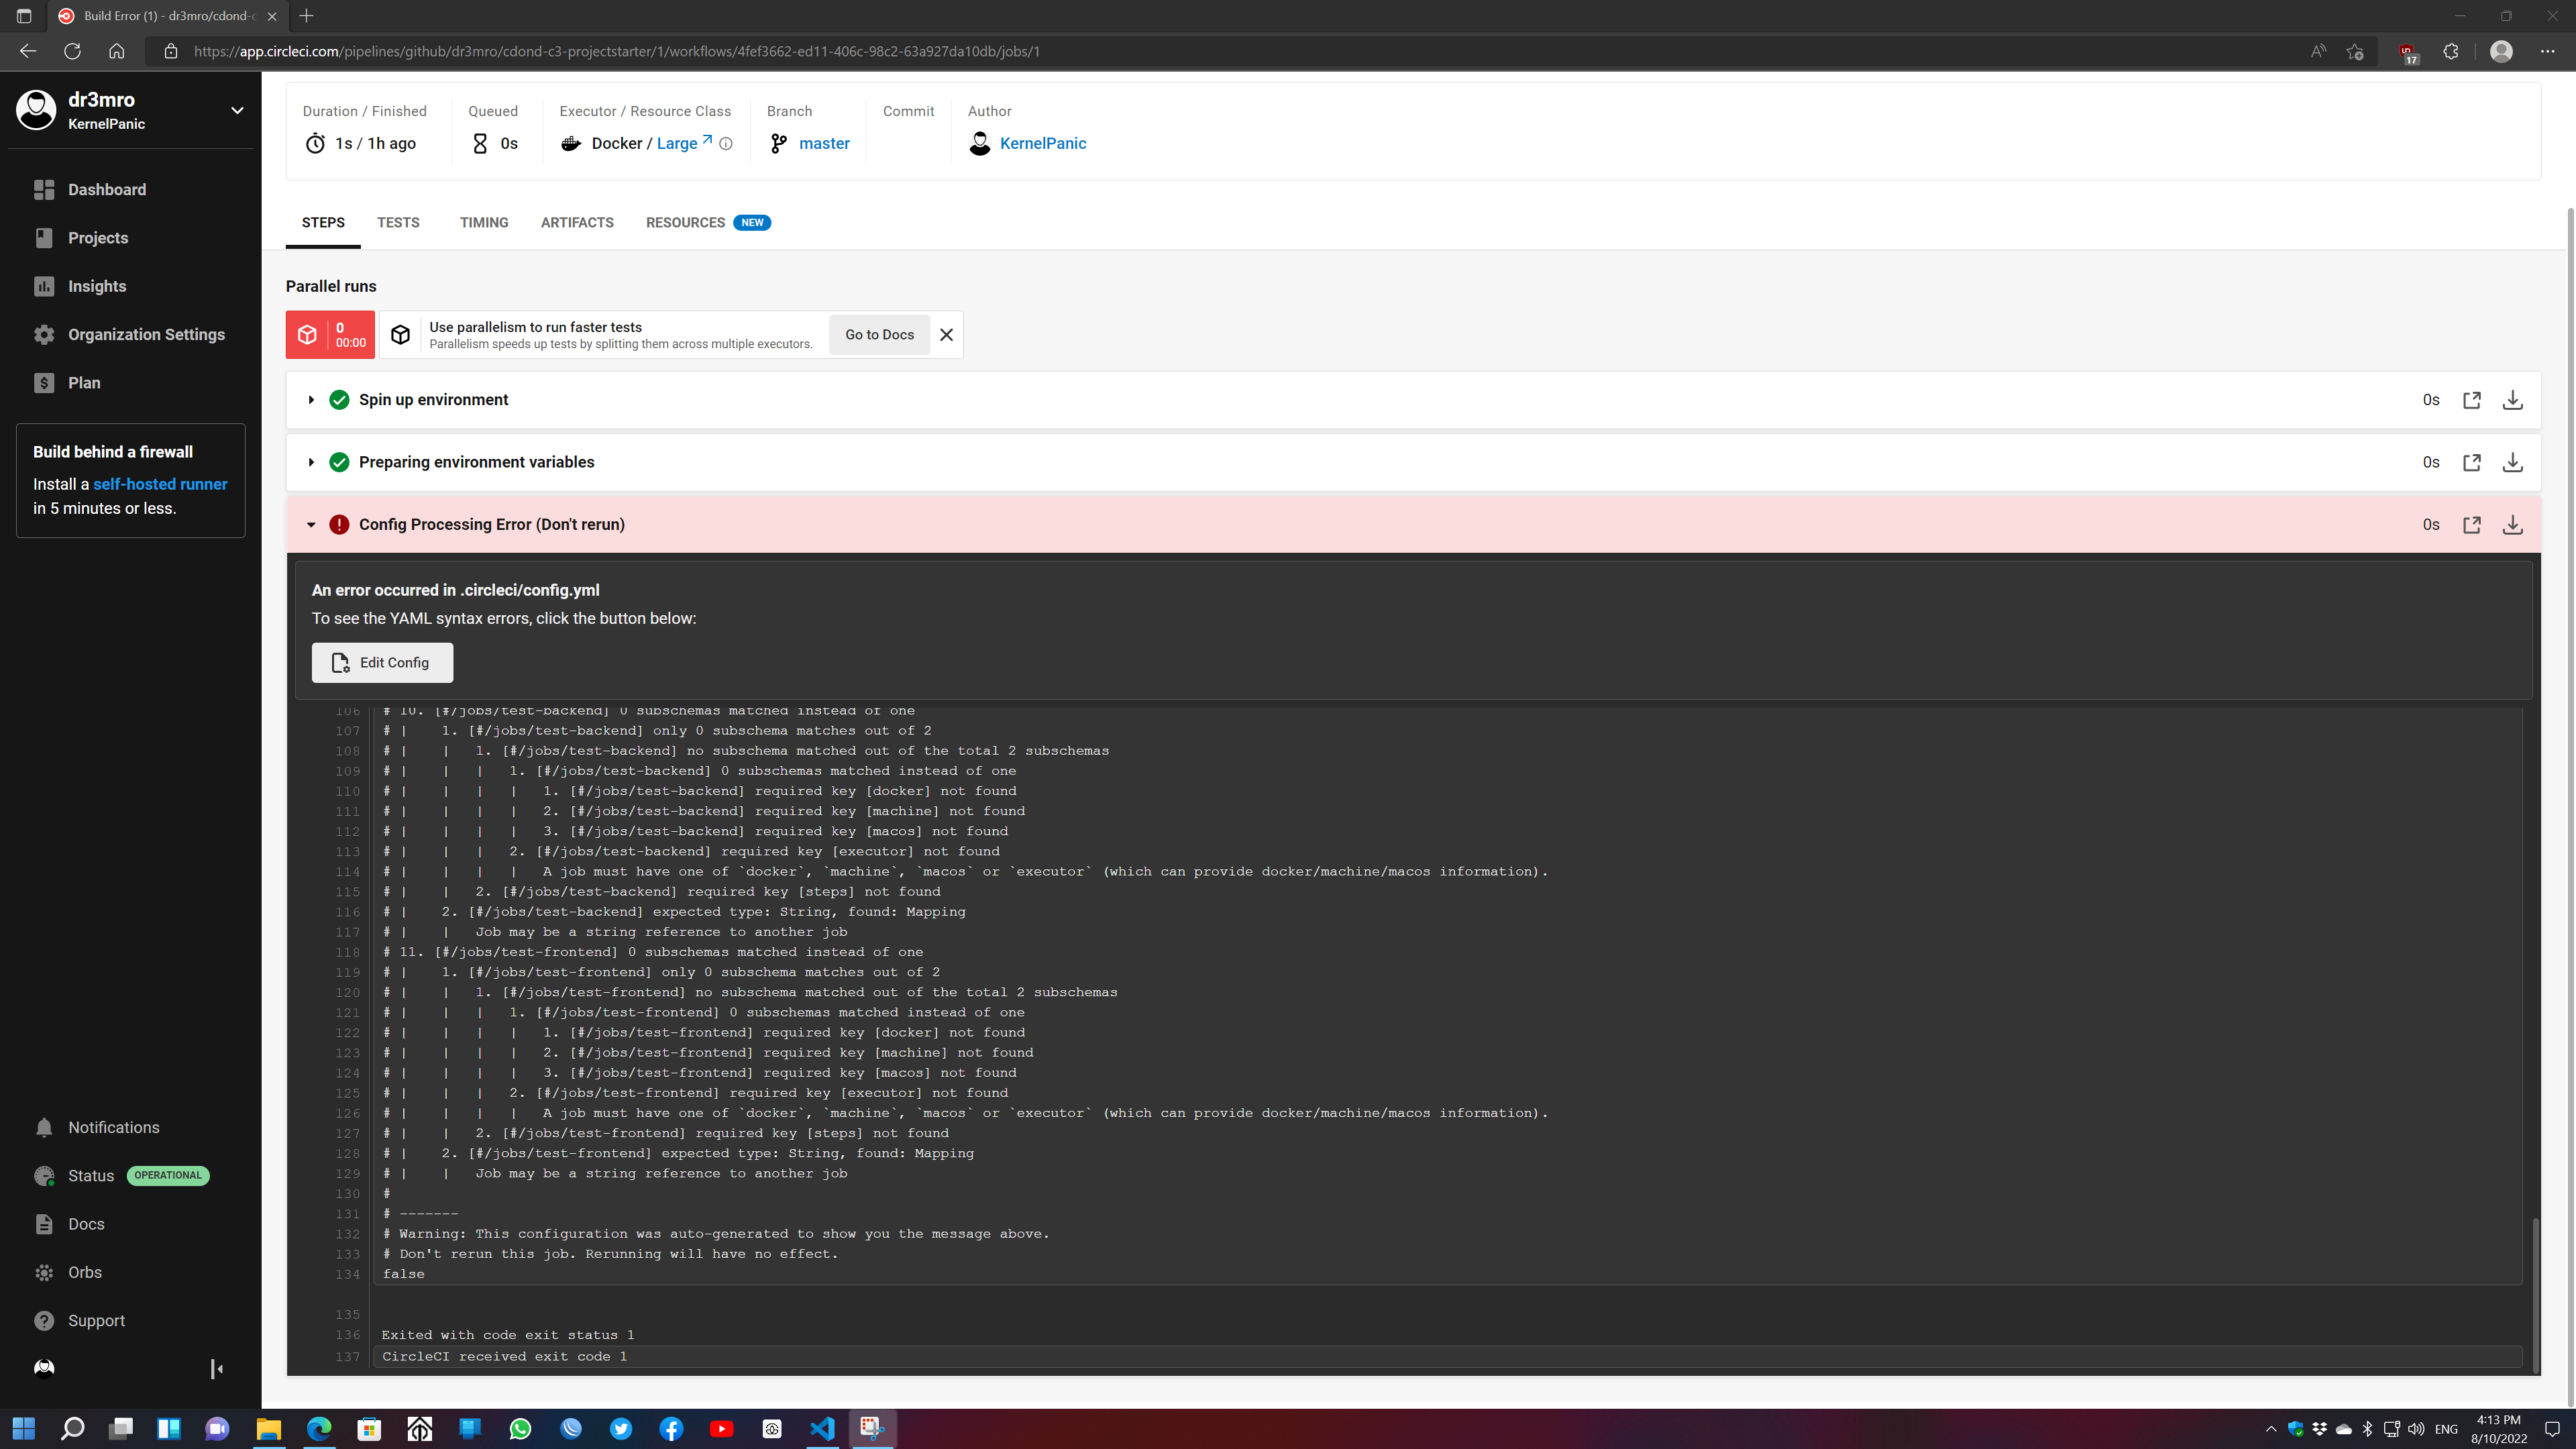 Build Error (1) - dr3mro/cdond-c
https://app.circleci.com/pipelines/github/dr3mro/cdond-c3-projectstarter/1/workflows/4fef3662-ed11-406c-98c2-63a927da10db/jobs/1
17
dr3mro
KernelPanic
Dashboard
Projects
Insights
Organization Settings
Plan
Build behind a firewall
Install a self-hosted runner
in 5 minutes or less.
Notifications
Status OPERATIONAL
Docs
Orbs
Support
Duration / Finished
1s / 1h ago
Queued
0s
Executor / Resource Class
Docker / Large
Branch
master
Commit
Author
KernelPanic
STEPS TESTS TIMING ARTIFACTS RESOURCES NEW
Parallel runs
0
00:00
Use parallelism to run faster tests
Parallelism speeds up tests by splitting them across multiple executors.
Go to Docs
Spin up environment 0s
Preparing environment variables 0s
Config Processing Error (Don't rerun) 0s
An error occurred in .circleci/config.yml
To see the YAML syntax errors, click the button below:
Edit Config
106 # 10. [#/jobs/test-backend] 0 subschemas matched instead of one
107 # | 1. [#/jobs/test-backend] only 0 subschema matches out of 2
108 # | | 1. [#/jobs/test-backend] no subschema matched out of the total 2 subschemas
109 # | | | 1. [#/jobs/test-backend] 0 subschemas matched instead of one
110 # | | | | 1. [#/jobs/test-backend] required key [docker] not found
111 # | | | | 2. [#/jobs/test-backend] required key [machine] not found
112 # | | | | 3. [#/jobs/test-backend] required key [macos] not found
113 # | | | 2. [#/jobs/test-backend] required key [executor] not found
114 # | | | | A job must have one of `docker`, `machine`, `macos` or `executor` (which can provide docker/machine/macos information).
115 # | | 2. [#/jobs/test-backend] required key [steps] not found
116 # | 2. [#/jobs/test-backend] expected type: String, found: Mapping
117 # | | Job may be a string reference to another job
118 # 11. [#/jobs/test-frontend] 0 subschemas matched instead of one
119 # | 1. [#/jobs/test-frontend] only 0 subschema matches out of 2
120 # | | 1. [#/jobs/test-frontend] no subschema matched out of the total 2 subschemas
121 # | | | 1. [#/jobs/test-frontend] 0 subschemas matched instead of one
122 # | | | | 1. [#/jobs/test-frontend] required key [docker] not found
123 # | | | | 2. [#/jobs/test-frontend] required key [machine] not found
124 # | | | | 3. [#/jobs/test-frontend] required key [macos] not found
125 # | | | 2. [#/jobs/test-frontend] required key [executor] not found
126 # | | | | A job must have one of `docker`, `machine`, `macos` or `executor` (which can provide docker/machine/macos information).
127 # | | 2. [#/jobs/test-frontend] required key [steps] not found
128 # | 2. [#/jobs/test-frontend] expected type: String, found: Mapping
129 # | | Job may be a string reference to another job
130 #
131 # -------
132 # Warning: This configuration was auto-generated to show you the message above.
133 # Don't rerun this job. Rerunning will have no effect.
134 false
135
136 Exited with code exit status 1
137 CircleCI received exit code 1
ENG
4:13 PM
8/10/2022